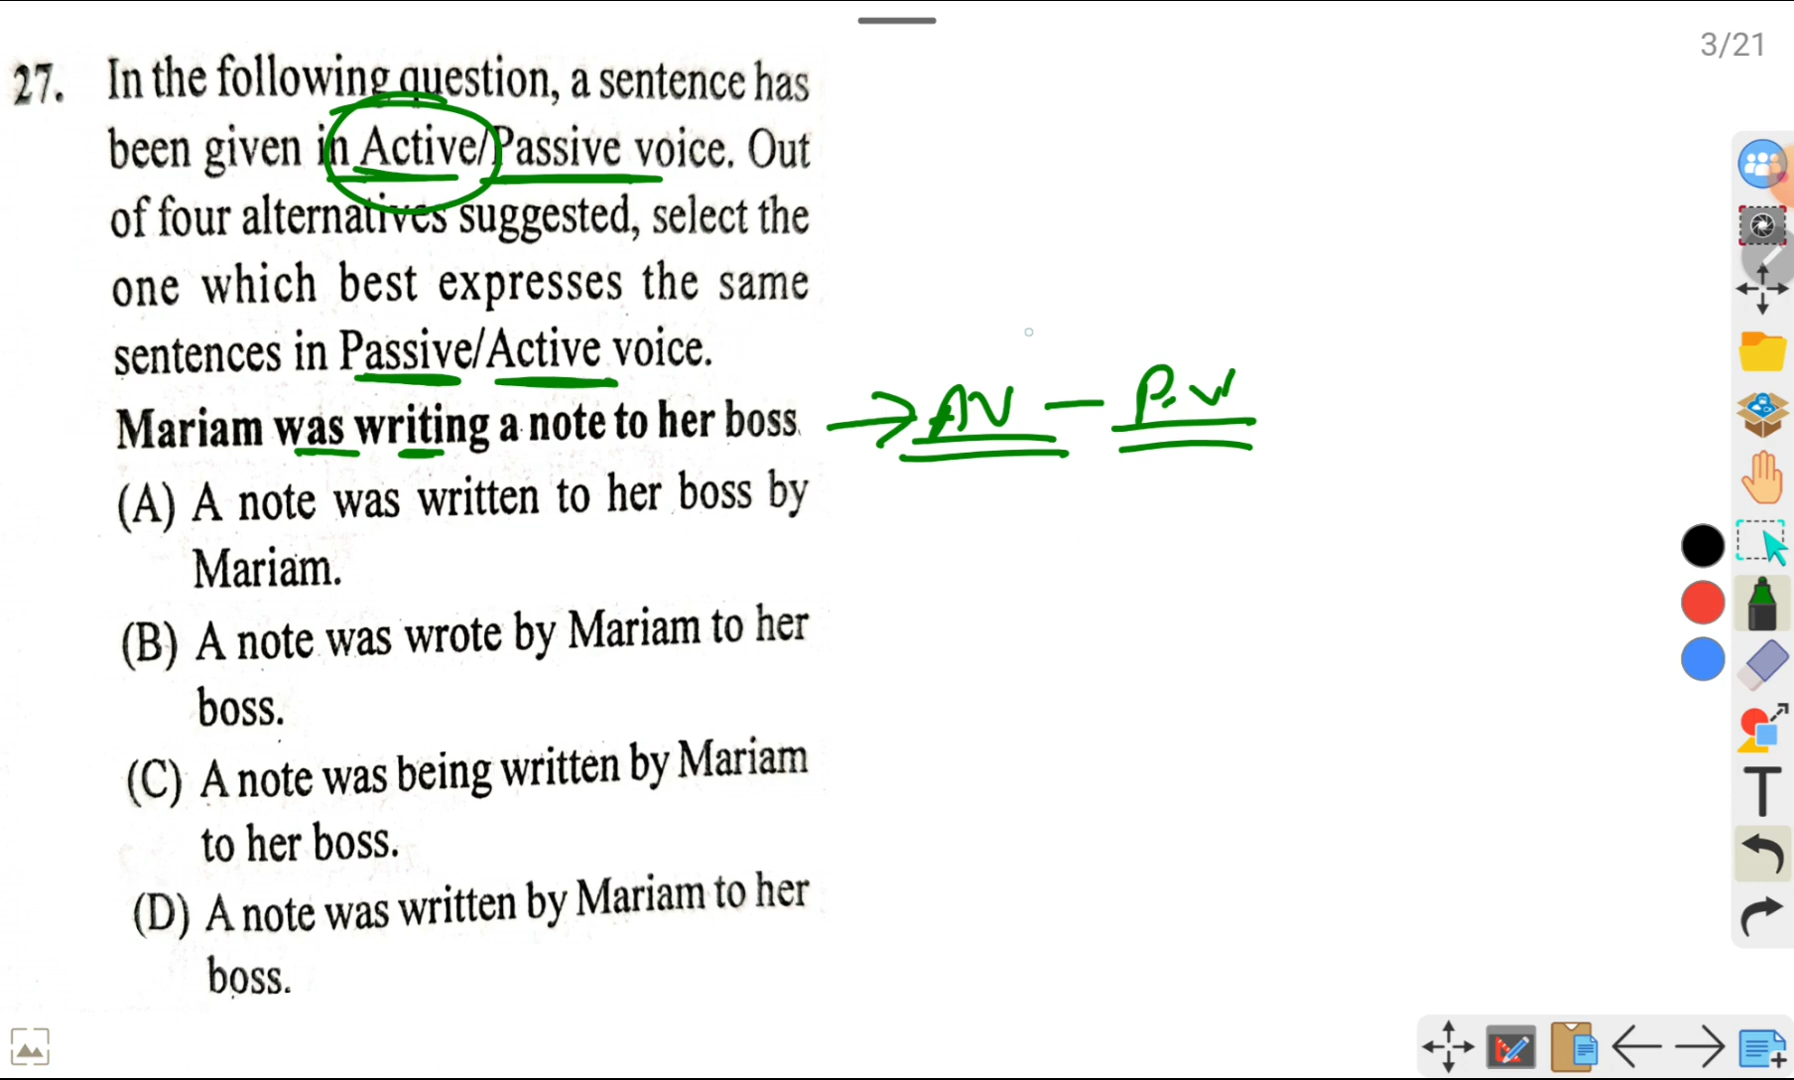 3/21
27. In the following question, a sentence has
been given in Active/Passive voice. Out
of four alternatives suggested, select the
one which best expresses the same
sentences in Passive/Active voice.
Mariam was writing a note to her boss.
→ AV – P.V
(A) A note was written to her boss by
Mariam.
(B) A note was wrote by Mariam to her
boss.
(C) A note was being written by Mariam
to her boss.
(D) A note was written by Mariam to her
boss.
T